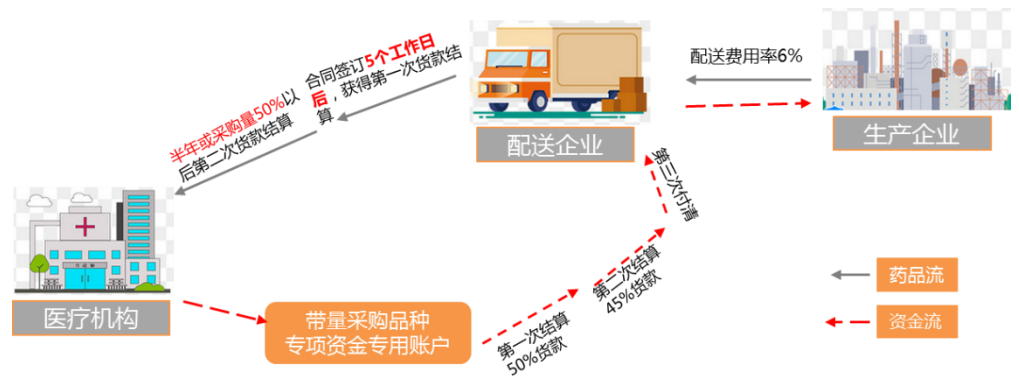 配送费用率6%
生产企业
配送企业
合同签订5个工作日
后，获得第一次货款结
算
半年或采购量50%以
后第二次货款结算
医疗机构
带量采购品种
专项资金专用账户
第一次结算
50%货款
第二次结算
45%货款
第三次付清
药品流
资金流